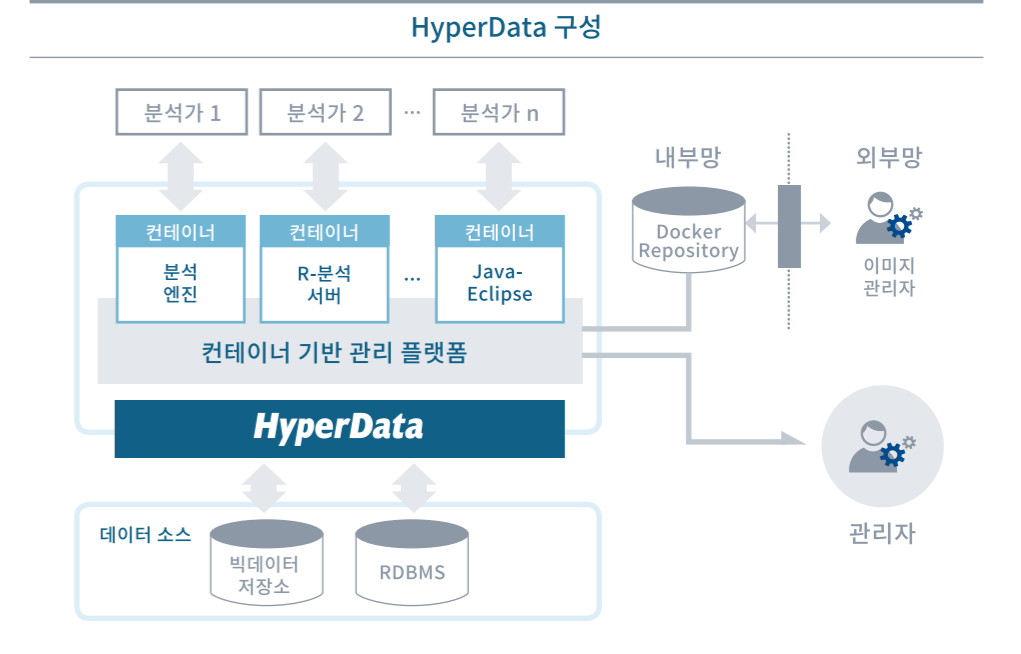 HyperData 구성
분석가 1
분석가 2
...
분석가 n
컨테이너
분석
엔진
컨테이너
R-분석
서버
...
컨테이너
Java-
Eclipse
컨테이너 기반 관리 플랫폼
HyperData
데이터 소스
빅데이터
저장소
RDBMS
내부망
Docker
Repository
외부망
이미지
관리자
관리자